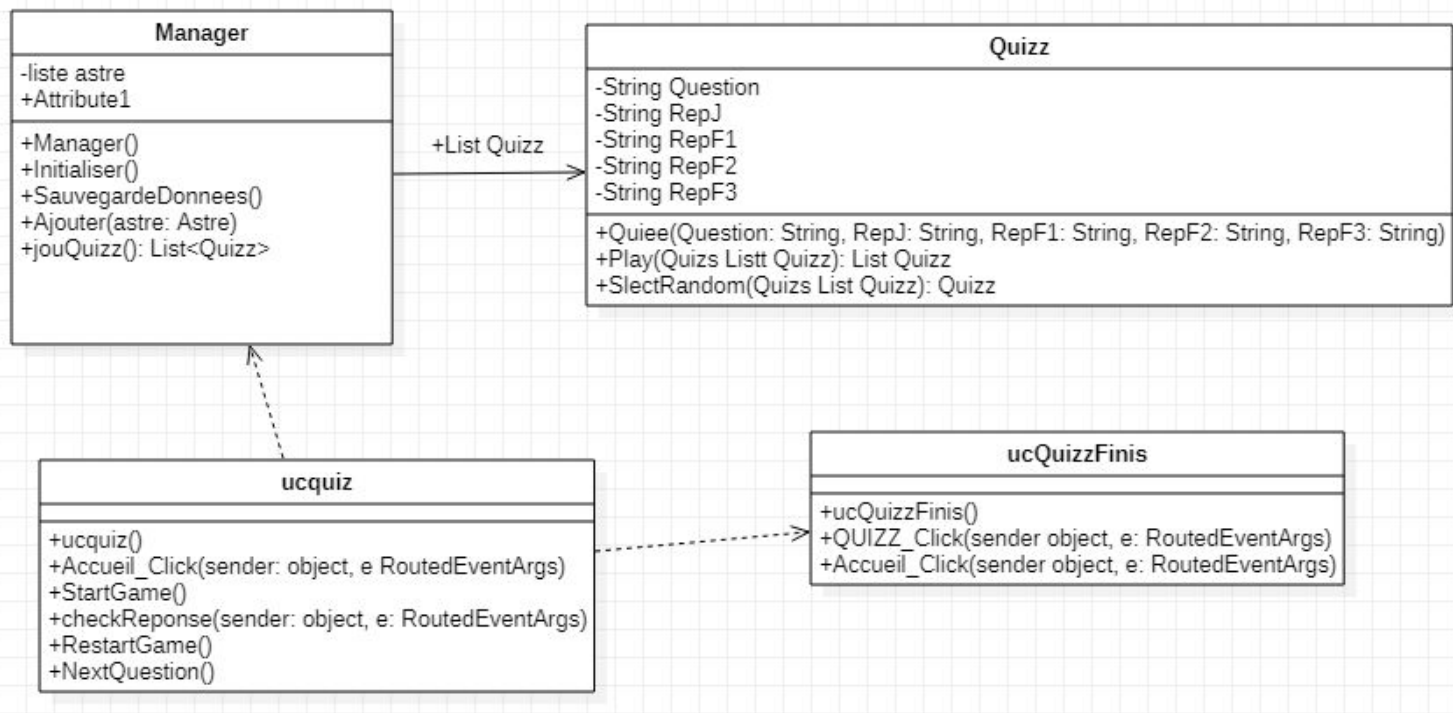 Manager
-liste astre
+Attribute1
+Manager()
+Initialiser()
+SauvegardeDonnees()
+Ajouter(astre: Astre)
+jouQuizz(): List<Quizz>
+List Quizz
Quizz
-String Question
-String RepJ
-String RepF1
-String RepF2
-String RepF3
+Quiee(Question: String, RepJ: String, RepF1: String, RepF2: String, RepF3: String)
+Play(Quizs Listt Quizz): List Quizz
+SlectRandom(Quizs List Quizz): Quizz
ucquiz
+ucquiz()
+Accueil_Click(sender: object, e RoutedEventArgs)
+StartGame()
+checkReponse(sender: object, e: RoutedEventArgs)
+RestartGame()
+NextQuestion()
ucQuizzFinis
+ucQuizzFinis()
+QUIZZ_Click(sender object, e: RoutedEventArgs)
+Accueil_Click(sender object, e: RoutedEventArgs)